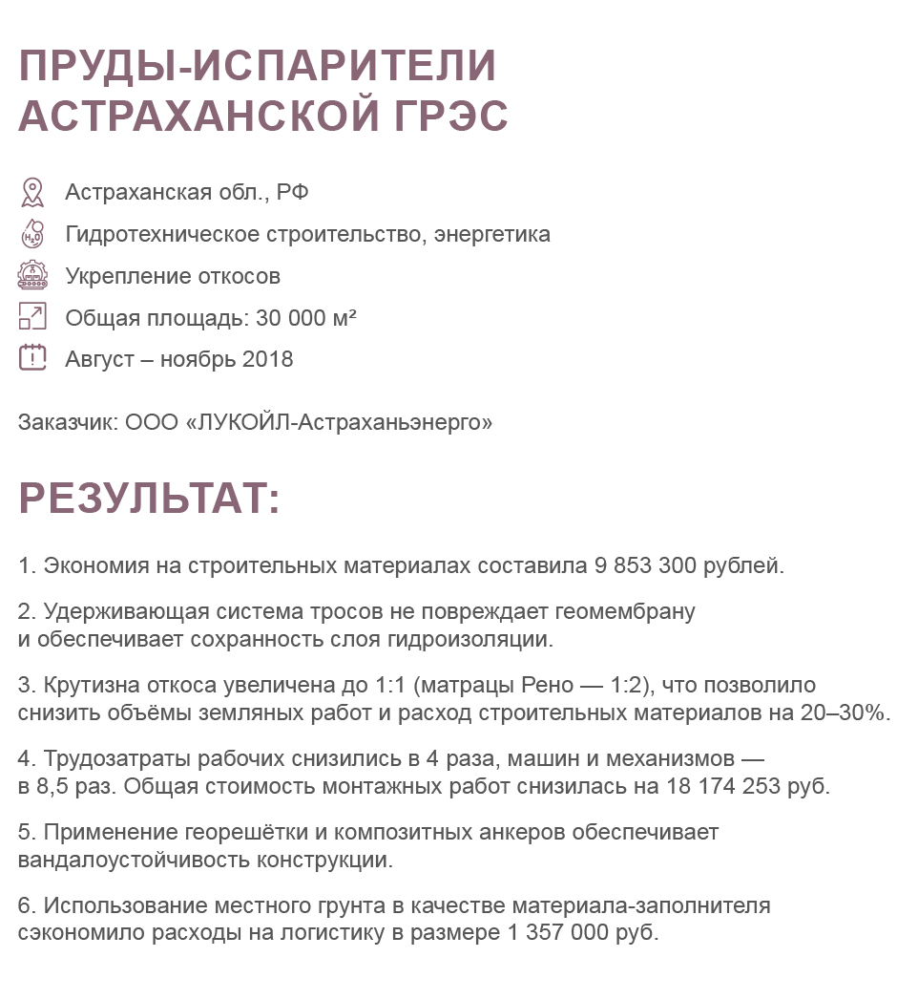 ПРУДЫ-ИСПАРИТЕЛИ
АСТРАХАНСКОЙ ГРЭС
Астраханская обл., РФ
H₂O
Гидротехническое строительство, энергетика
Укрепление откосов
Общая площадь: 30 000 м²
Август – ноябрь 2018
Заказчик: ООО «ЛУКОЙЛ-Астраханьэнерго»
РЕЗУЛЬТАТ:
1. Экономия на строительных материалах составила 9 853 300 рублей.
2. Удерживающая система тросов не повреждает геомембрану
и обеспечивает сохранность слоя гидроизоляции.
3. Крутизна откоса увеличена до 1:1 (матрацы Рено — 1:2), что позволило
снизить объёмы земляных работ и расход строительных материалов на 20–30%.
4. Трудозатраты рабочих снизились в 4 раза, машин и механизмов —
в 8,5 раз. Общая стоимость монтажных работ снизилась на 18 174 253 руб.
5. Применение георешётки и композитных анкеров обеспечивает
вандалоустойчивость конструкции.
6. Использование местного грунта в качестве материала-заполнителя
сэкономило расходы на логистику в размере 1 357 000 руб.